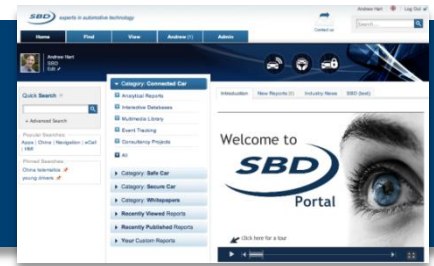 SBD experts in automotive technology
Andrew Hart
Log Out
Contact us
Search...
Home
Find
View
Andrew (1)
Admin
Andrew Hart
SBD
Edit
Quick Search
+ Advanced Search
Popular Searches
Apps | China | Navigation | eCall | HMI
Pinned Searches
China telematics
young drivers
Category: Connected Car
Analytical Reports
Interactive Databases
Multimedia Library
Event Tracking
Consultancy Projects
All
Category: Safe Car
Category: Secure Car
Category: Whitepapers
Recently Viewed Reports
Recently Published Reports
Your Custom Reports
Introduction
New Reports (5)
Industry News
SBD (test)
Welcome to
SBD
Portal
click here for a tour